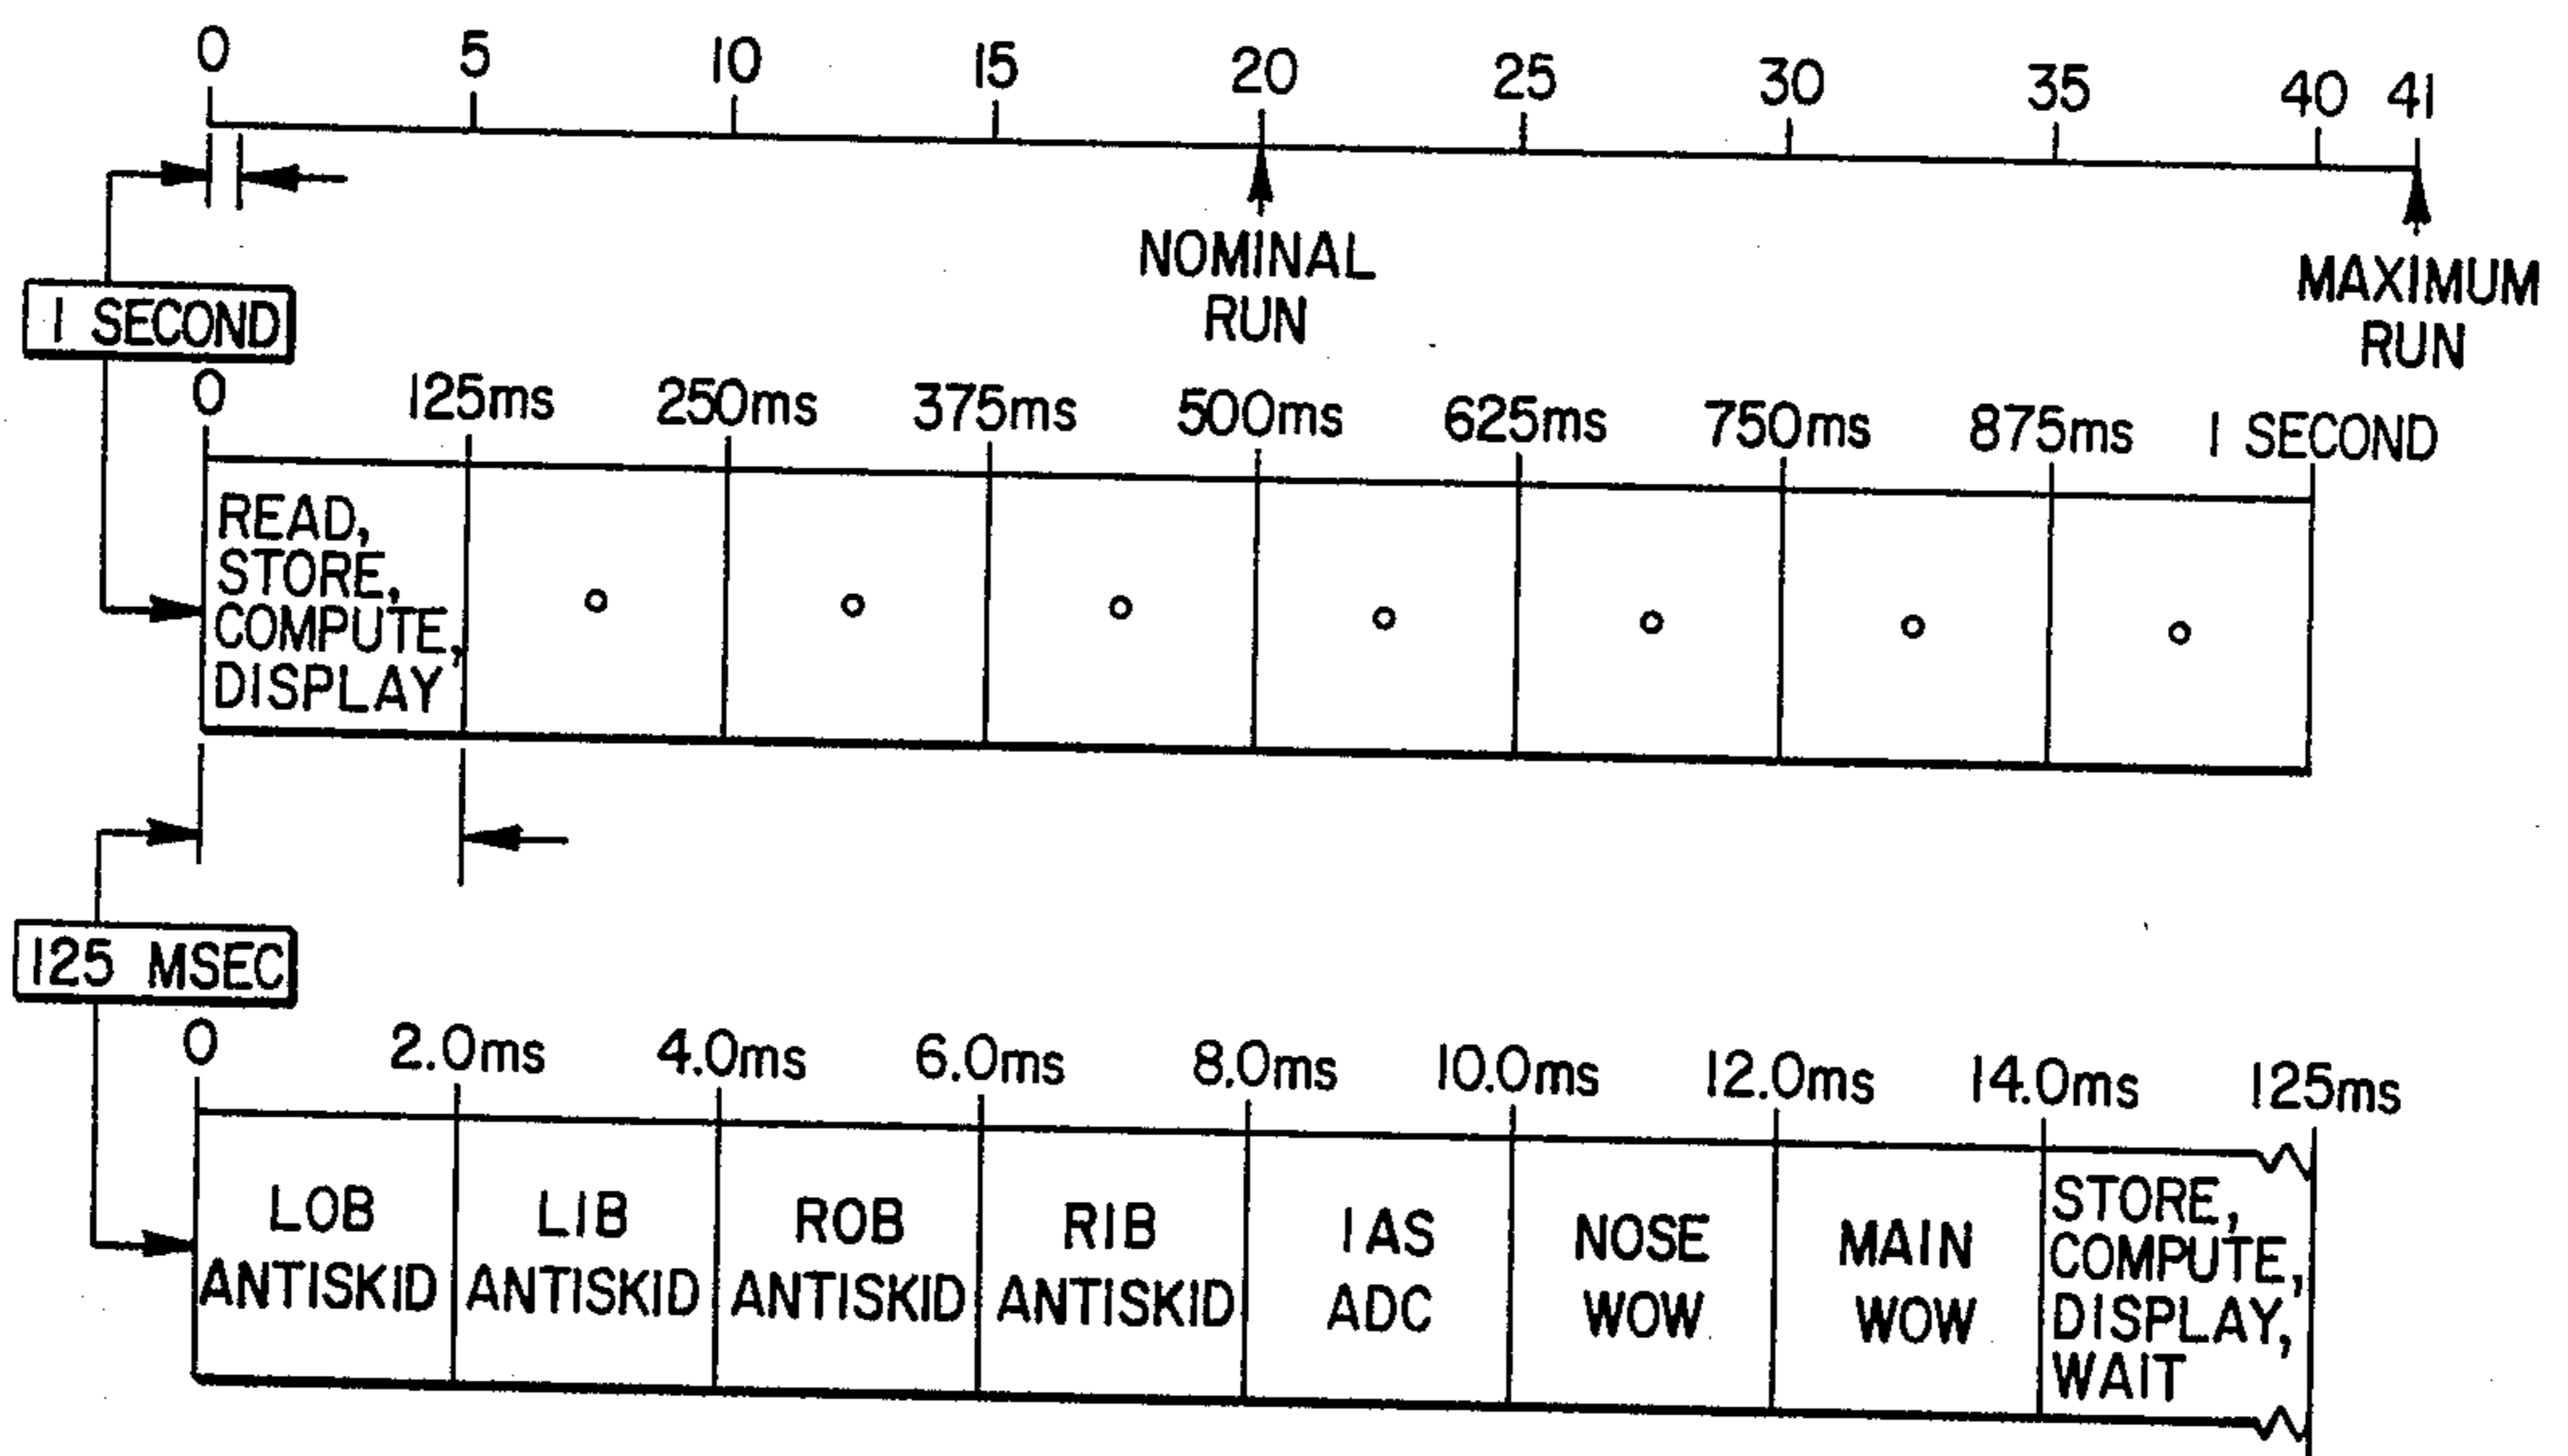 0 5 10 15 20 25 30 35 40 41
NOMINAL
RUN
MAXIMUM
RUN
1 SECOND
0 125ms 250ms 375ms 500ms 625ms 750ms 875ms 1 SECOND
READ,
STORE,
COMPUTE,
DISPLAY
125 MSEC
0 2.0ms 4.0ms 6.0ms 8.0ms 10.0ms 12.0ms 14.0ms 125ms
LOB
ANTISKID
LIB
ANTISKID
ROB
ANTISKID
RIB
ANTISKID
IAS
ADC
NOSE
WOW
MAIN
WOW
STORE,
COMPUTE,
DISPLAY,
WAIT